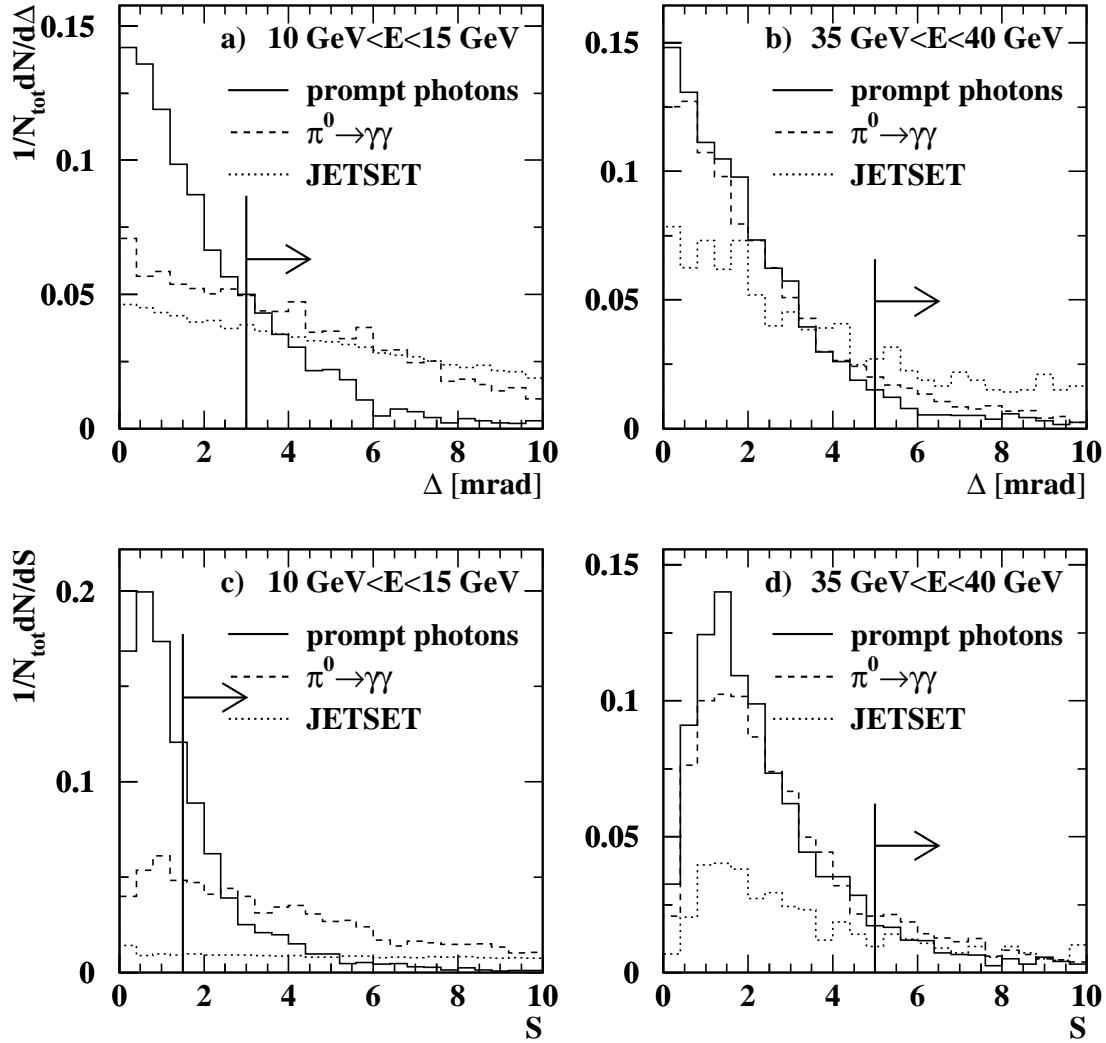 1/N_tot dN/dΔ
a) 10 GeV<E<15 GeV
prompt photons
π⁰→γγ
JETSET
0.15
0.1
0.05
0
0 2 4 6 8 10
Δ [mrad]
b) 35 GeV<E<40 GeV
prompt photons
π⁰→γγ
JETSET
0.15
0.1
0.05
0
0 2 4 6 8 10
Δ [mrad]
1/N_tot dN/dS
c) 10 GeV<E<15 GeV
prompt photons
π⁰→γγ
JETSET
0.2
0.1
0
0 2 4 6 8 10
S
d) 35 GeV<E<40 GeV
prompt photons
π⁰→γγ
JETSET
0.15
0.1
0.05
0
0 2 4 6 8 10
S